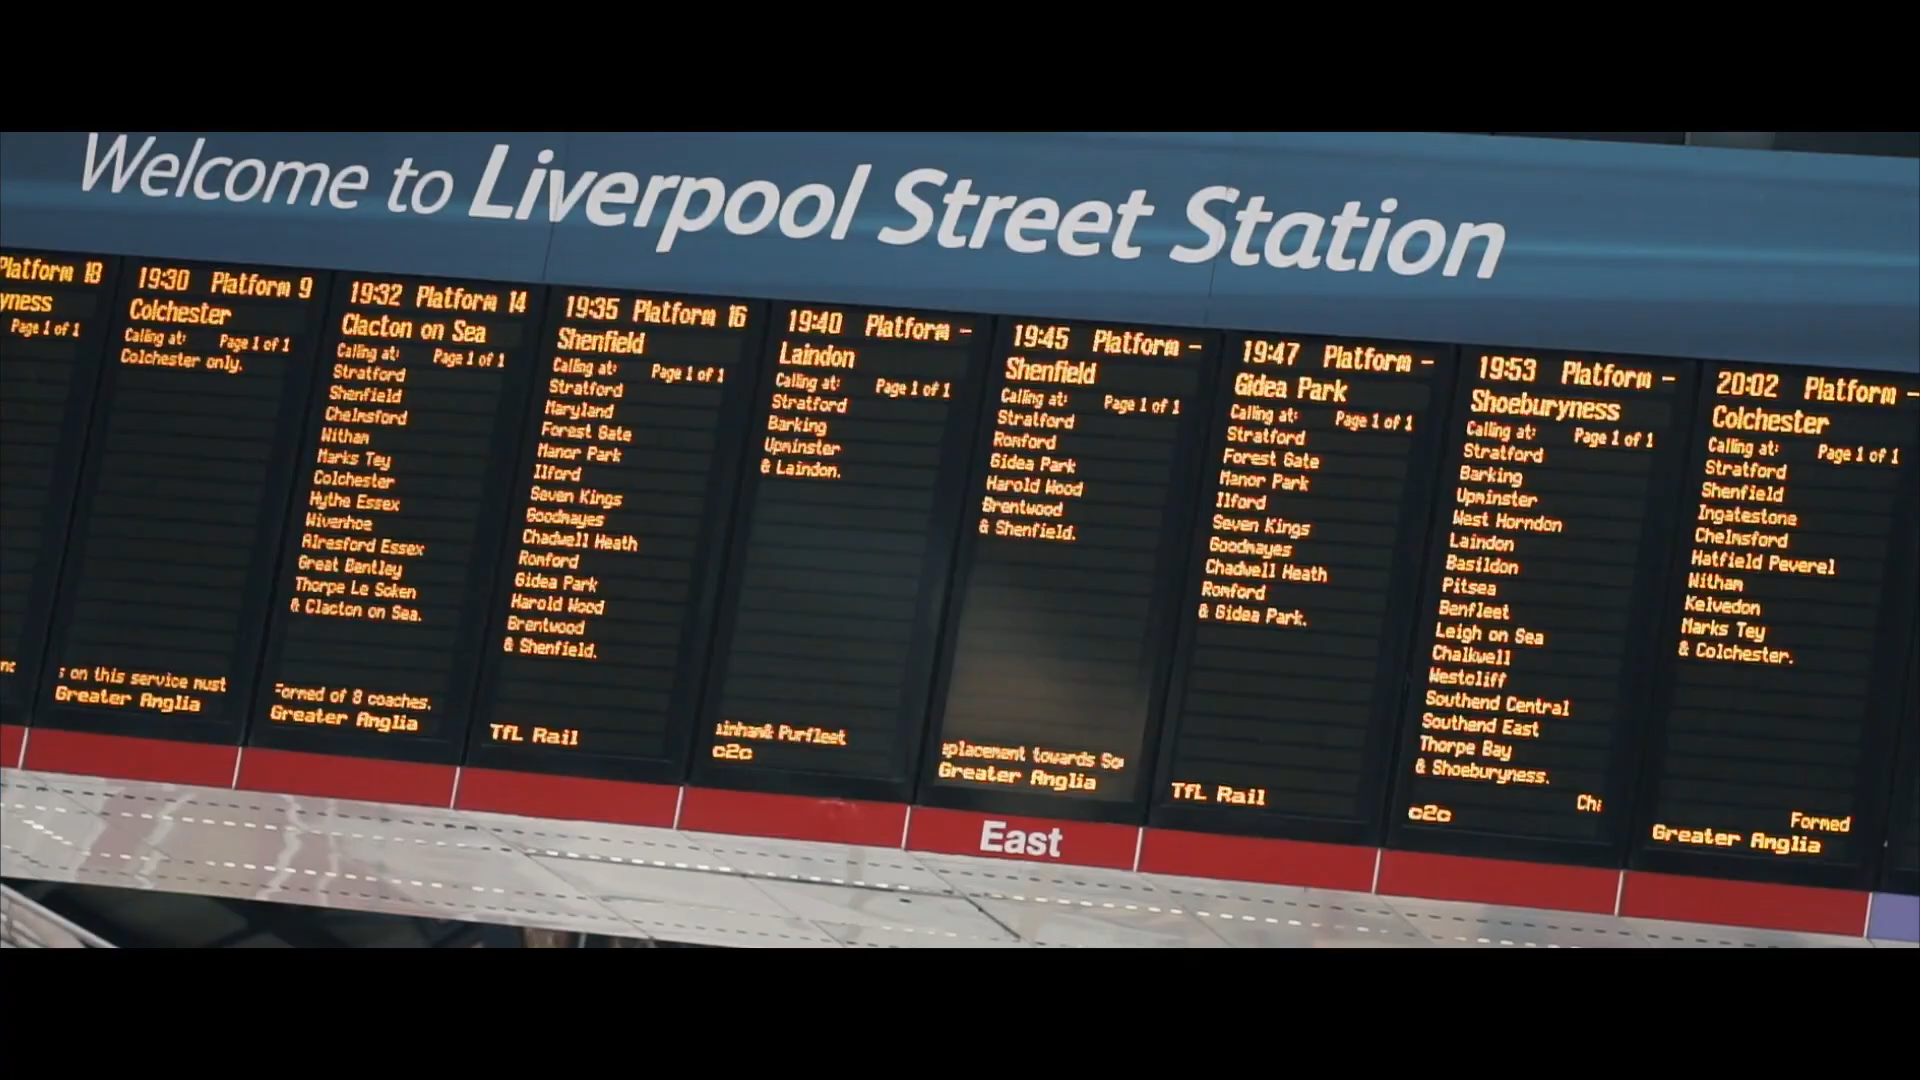 Welcome to Liverpool Street Station
Platform 18
yness
Page 1 of 1
19:30 Platform 9
Colchester
Calling at: Page 1 of 1
Colchester only.
: on this service must
Greater Anglia
19:32 Platform 14
Clacton on Sea
Calling at: Page 1 of 1
Stratford
Shenfield
Chelmsford
Witham
Marks Tey
Colchester
Hythe Essex
Wivenhoe
Alresford Essex
Great Bentley
Thorpe Le Soken
& Clacton on Sea.
Formed of 8 coaches.
Greater Anglia
19:35 Platform 16
Shenfield
Calling at: Page 1 of 1
Stratford
Maryland
Forest Gate
Manor Park
Ilford
Seven Kings
Goodmayes
Chadwell Heath
Romford
Gidea Park
Harold Wood
Brentwood
& Shenfield.
TfL Rail
19:40 Platform -
Laindon
Calling at: Page 1 of 1
Stratford
Barking
Upminster
& Laindon.
ainham& Purfleet
c2c
19:45 Platform -
Shenfield
Calling at: Page 1 of 1
Stratford
Romford
Gidea Park
Harold Wood
Brentwood
& Shenfield.
placement towards So
Greater Anglia
19:47 Platform -
Gidea Park
Calling at: Page 1 of 1
Stratford
Forest Gate
Manor Park
Ilford
Seven Kings
Goodmayes
Chadwell Heath
Romford
& Gidea Park.
TfL Rail
19:53 Platform -
Shoeburyness
Calling at: Page 1 of 1
Stratford
Barking
Upminster
West Horndon
Laindon
Basildon
Pitsea
Benfleet
Leigh on Sea
Chalkwell
Westcliff
Southend Central
Southend East
Thorpe Bay
& Shoeburyness.
Cha
c2c
20:02 Platform -
Colchester
Calling at: Page 1 of 1
Stratford
Shenfield
Ingatestone
Chelmsford
Hatfield Peverel
Witham
Kelvedon
Marks Tey
& Colchester.
Formed
Greater Anglia
East